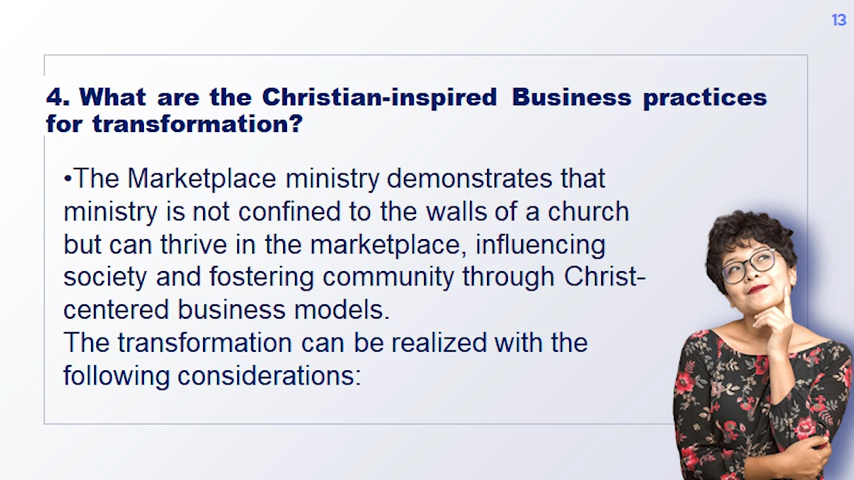 13
4. What are the Christian-inspired Business practices
for transformation?
•The Marketplace ministry demonstrates that
ministry is not confined to the walls of a church
but can thrive in the marketplace, influencing
society and fostering community through Christ-
centered business models.
The transformation can be realized with the
following considerations: